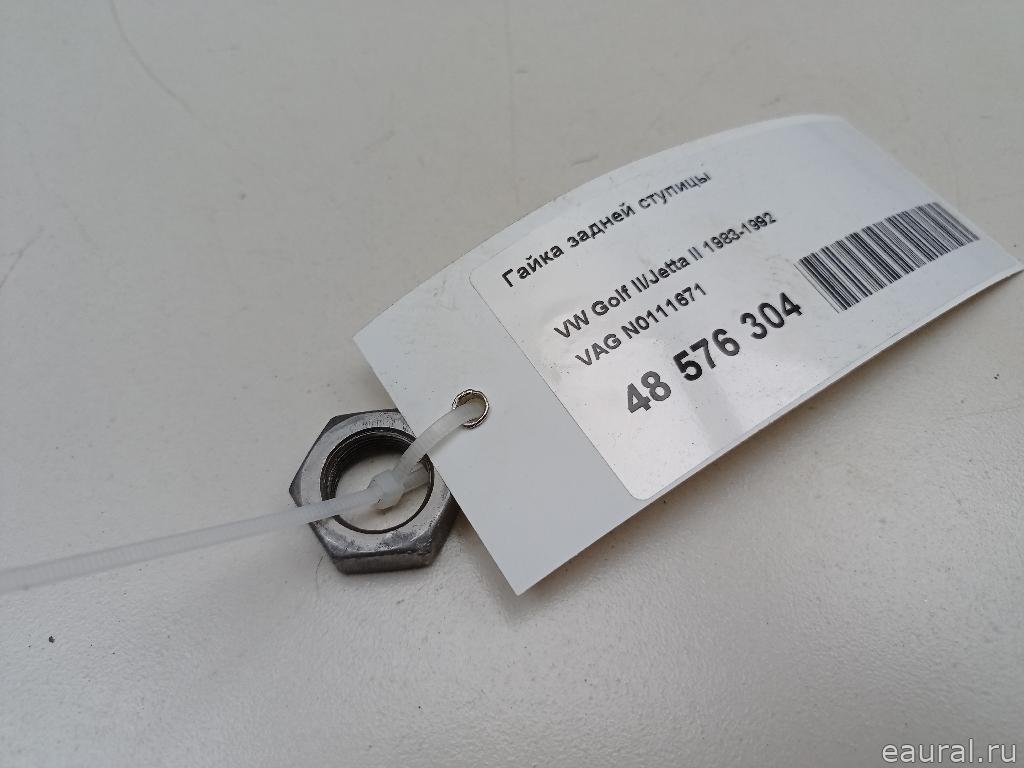 Гайка задней ступицы
VW Golf II/Jetta II 1983-1992
VAG N0111671
48 576 304
eaural.ru